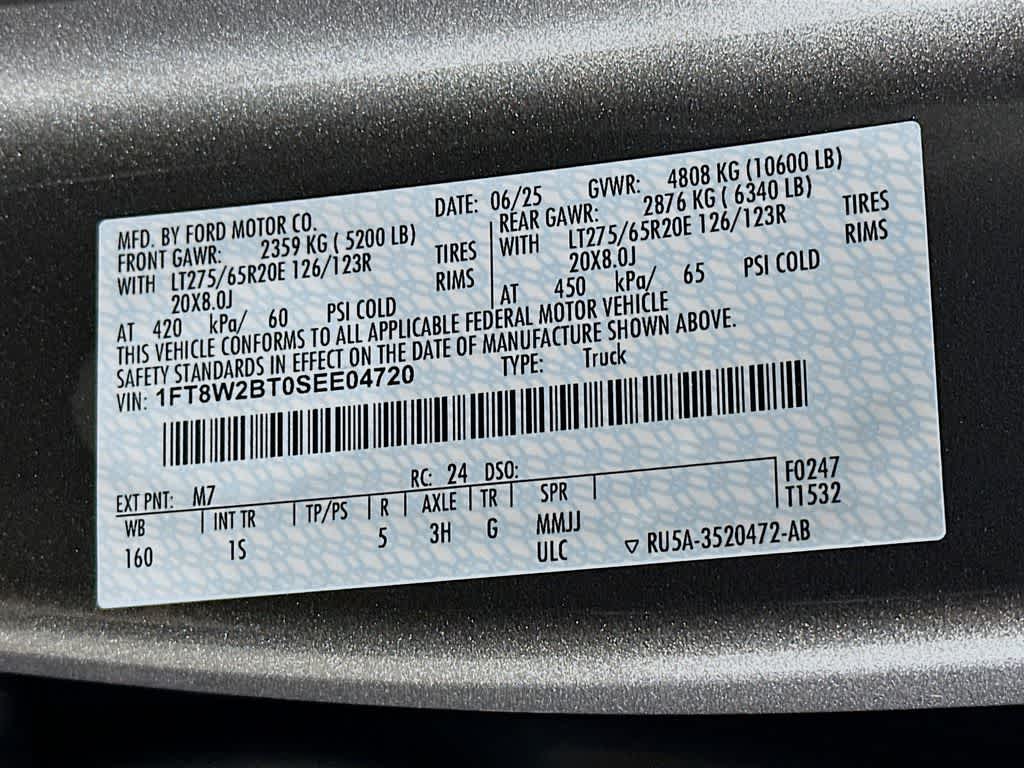 MFD. BY FORD MOTOR CO. DATE: 06/25 GVWR: 4808 KG (10600 LB)
FRONT GAWR: 2359 KG ( 5200 LB) REAR GAWR: 2876 KG ( 6340 LB)
WITH LT275/65R20E 126/123R TIRES WITH LT275/65R20E 126/123R TIRES
20X8.0J RIMS 20X8.0J RIMS
AT 420 kPa/ 60 PSI COLD AT 450 kPa/ 65 PSI COLD
THIS VEHICLE CONFORMS TO ALL APPLICABLE FEDERAL MOTOR VEHICLE
SAFETY STANDARDS IN EFFECT ON THE DATE OF MANUFACTURE SHOWN ABOVE.
VIN: 1FT8W2BT0SEE04720 TYPE: Truck
EXT PNT: M7 RC: 24 DSO: F0247
WB INT TR TP/PS R AXLE TR SPR T1532
160 1S 5 3H G MMJJ
ULC ▽ RU5A-3520472-AB